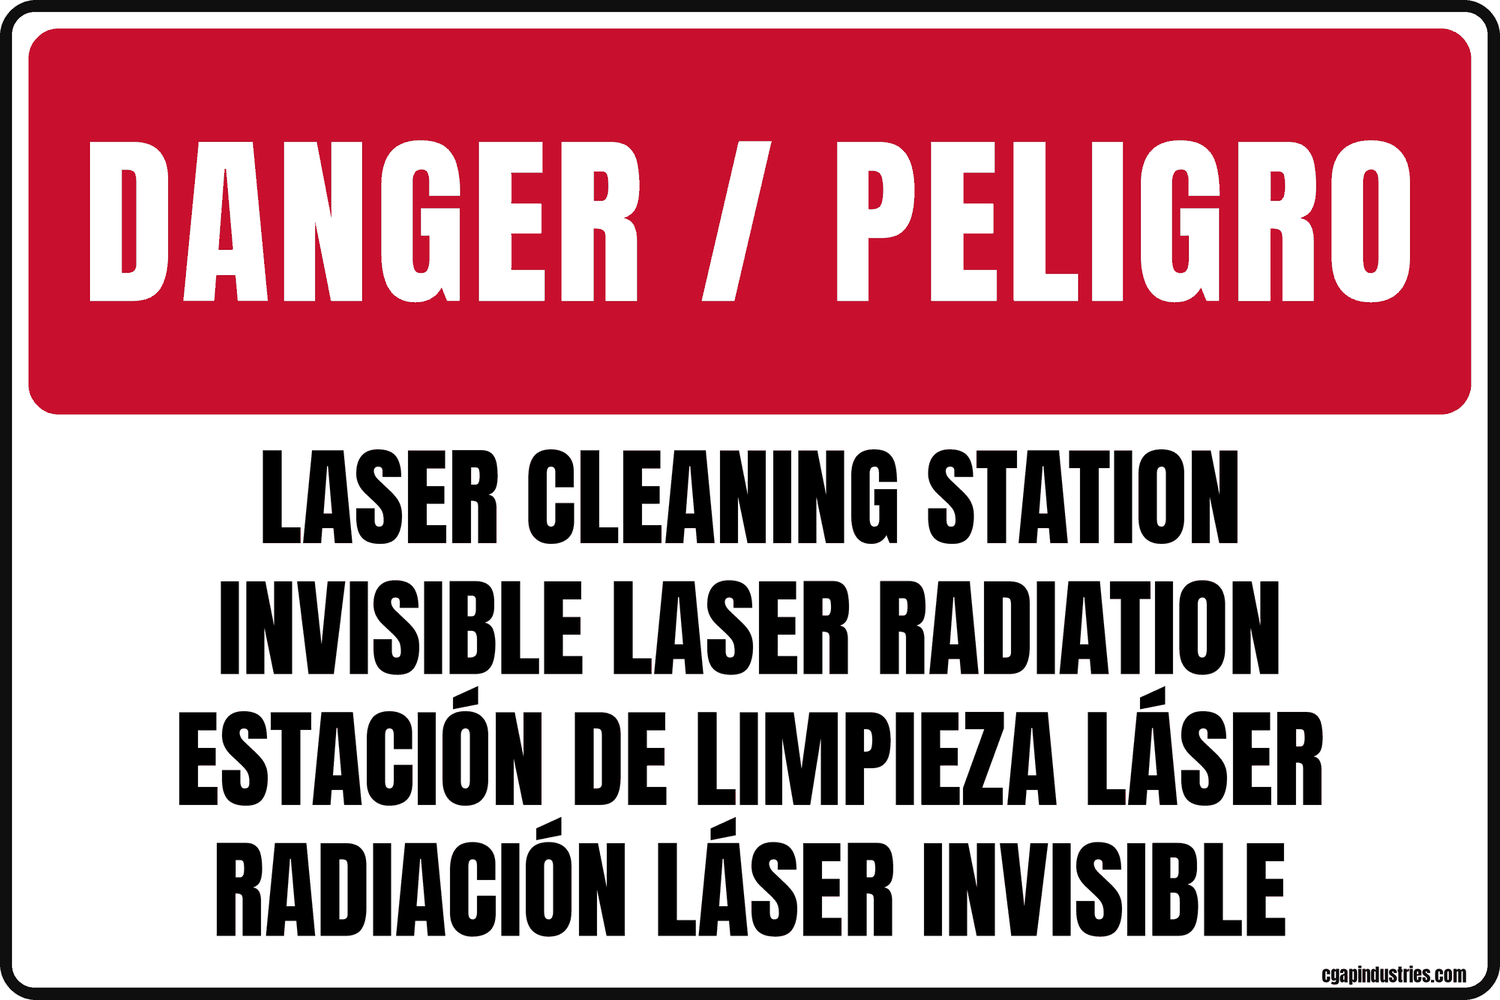 DANGER / PELIGRO
LASER CLEANING STATION
INVISIBLE LASER RADIATION
ESTACIÓN DE LIMPIEZA LÁSER
RADIACIÓN LÁSER INVISIBLE
cgapindustries.com